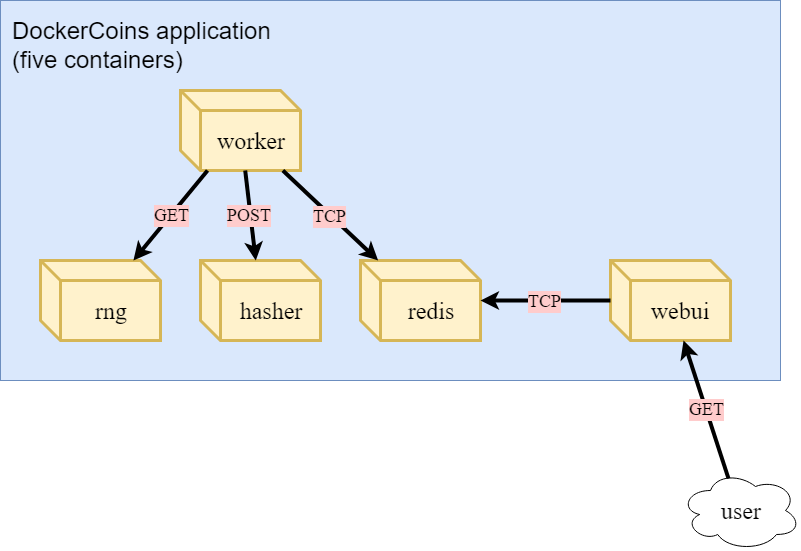 DockerCoins application
(five containers)
worker
GET
POST
TCP
rng
hasher
redis
TCP
webui
GET
user